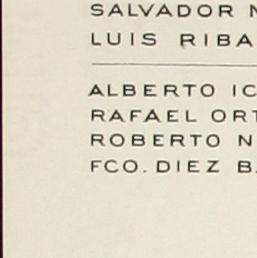 SALVADOR N
LUIS RIBA
ALBERTO IC
RAFAEL ORT
ROBERTO N
FCO. DIEZ B.